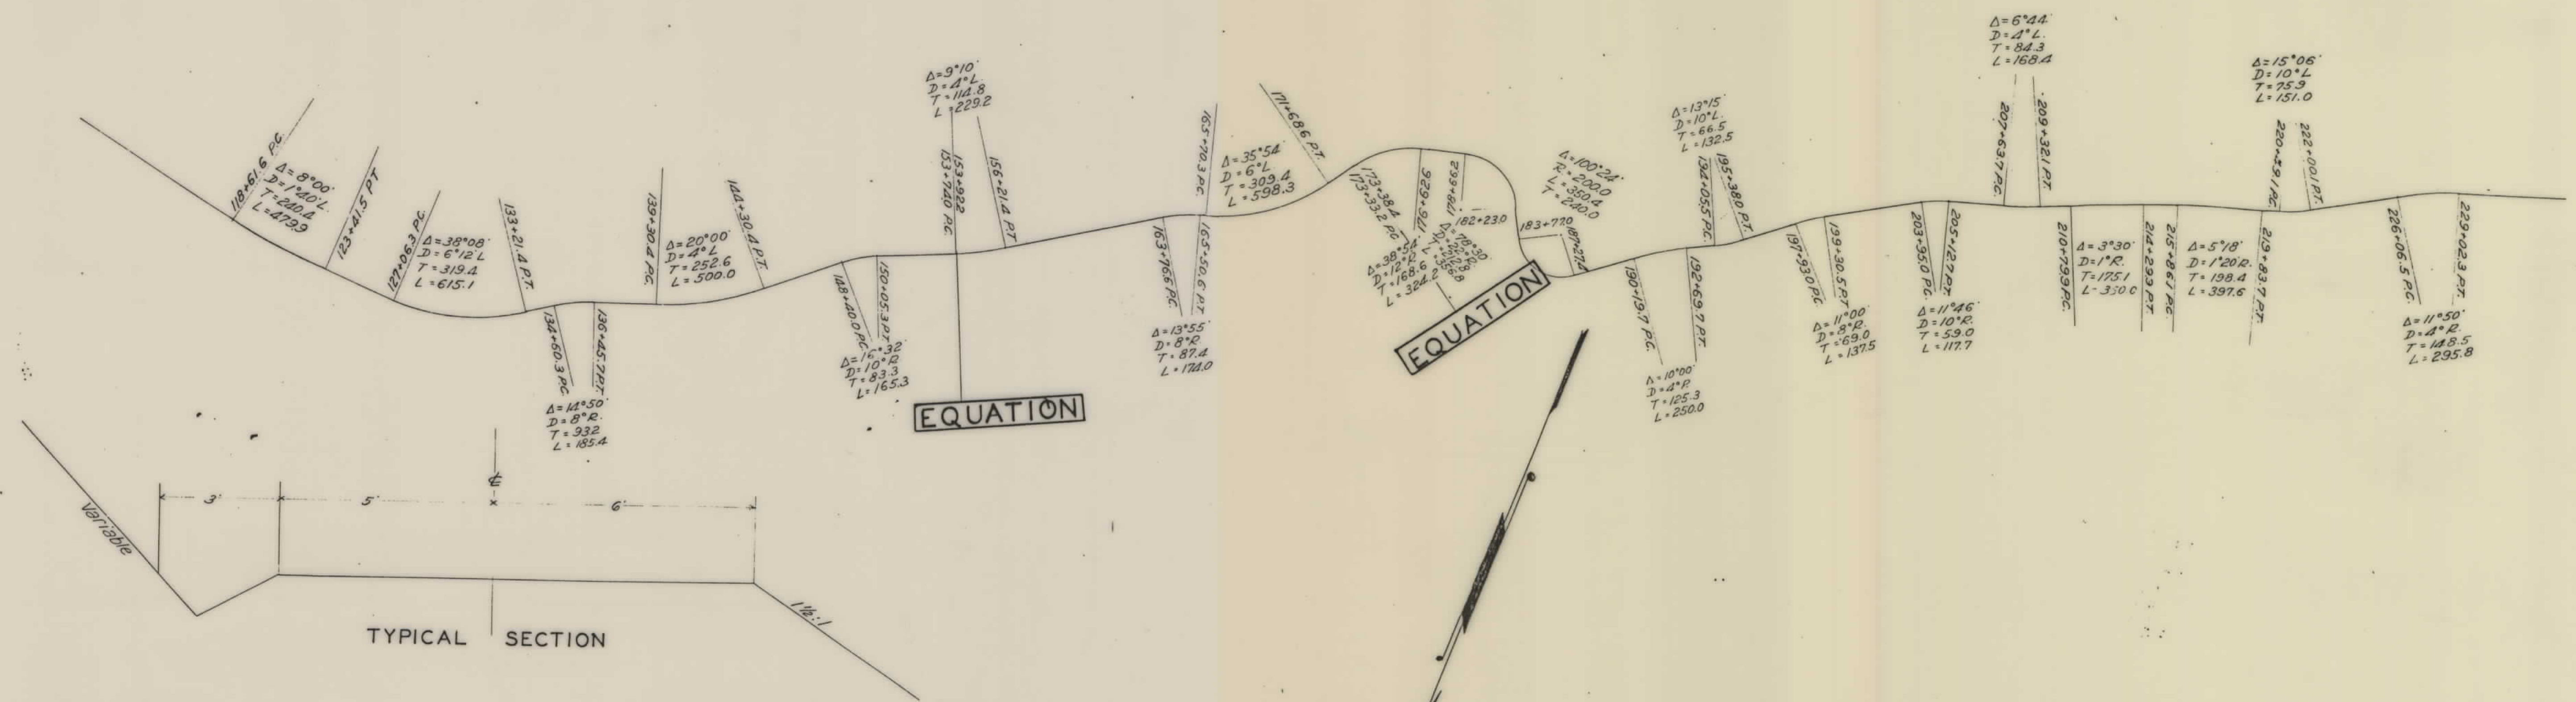 118+61.6 P.C.
Δ=8°00'
D=1°40'L.
T=240.4
L=479.9
123+41.5 PT
127+06.3 P.C.
Δ=38°08'
D=6°12'L
T=319.4
L=615.1
133+21.4 P.T.
134+60.3 P.C.
136+45.7 P.T.
Δ=14°50'
D=8°R.
T=93.2
L=185.4
139+30.4 P.C.
Δ=20°00'
D=4°L
T=252.6
L=500.0
144+30.4 P.T.
148+40.0 P.C.
150+05.3 P.T.
Δ=16°32'
D=10°R
T=83.3
L=165.3
Δ=9°10'
D=4°L
T=114.8
L=229.2
153+92.2
153+74.0 P.C.
156+21.4 P.T
EQUATION
163+76.6 P.C.
165+50.6 P.T
Δ=13°55'
D=8°R
T=87.4
L=174.0
165+70.3 P.C.
Δ=35°54'
D=6°L
T=309.4
L=598.3
171+68.6 P.T.
173+38.4
173+33.2 P.C
Δ=38°54'
D=12°R
T=168.6
L=324.2
182+23.0
183+77.0
EQUATION
Δ=100°24'
R=200.0
L=350.4
T=240.0
187+27.4
190+19.7 P.C.
192+69.7 P.T.
Δ=10°00'
D=4°R.
T=125.3
L=250.0
Δ=13°15'
D=10°L.
T=66.5
L=132.5
194+05.5 P.C.
195+38.0 P.T.
197+93.0 P.C
199+30.5 P.T
Δ=11°00'
D=8°R.
T=69.0
L=137.5
203+95.0 P.C.
205+12.7 P.T.
Δ=11°46'
D=10°R.
T=59.0
L=117.7
Δ=6°44'
D=4°L.
T=84.3
L=168.4
207+63.7 P.C.
209+32.1 P.T.
210+79.9 P.C.
Δ=3°30'
D=1°R.
T=175.1
L=350.0
214+29.9 P.T
215+86.1 P.C.
Δ=5°18'
D=1°20'R.
T=198.4
L=397.6
219+83.7 P.T.
Δ=15°06'
D=10°L
T=75.9
L=151.0
220+59.1 P.C.
222+00.1 P.T.
226+06.5 P.C.
229+02.3 P.T.
Δ=11°50'
D=4°R.
T=148.5
L=295.8
Variable
3'
5'
℄
6'
1½:1
TYPICAL SECTION